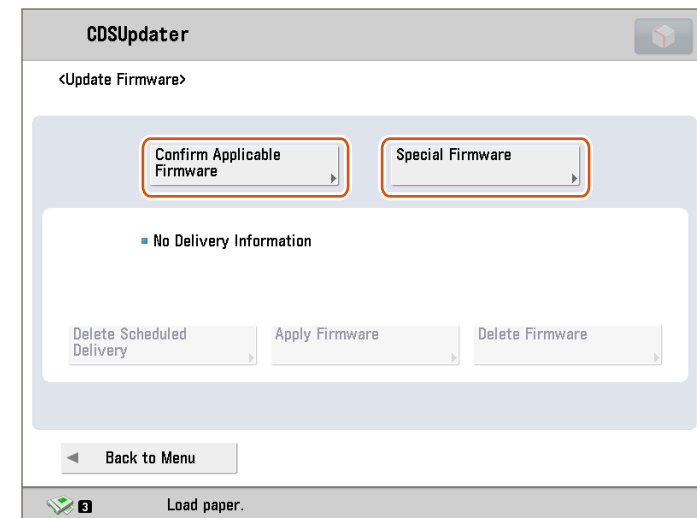 CDSUpdater
<Update Firmware>
Confirm Applicable
Firmware
Special Firmware
No Delivery Information
Delete Scheduled
Delivery
Apply Firmware
Delete Firmware
Back to Menu
3
Load paper.